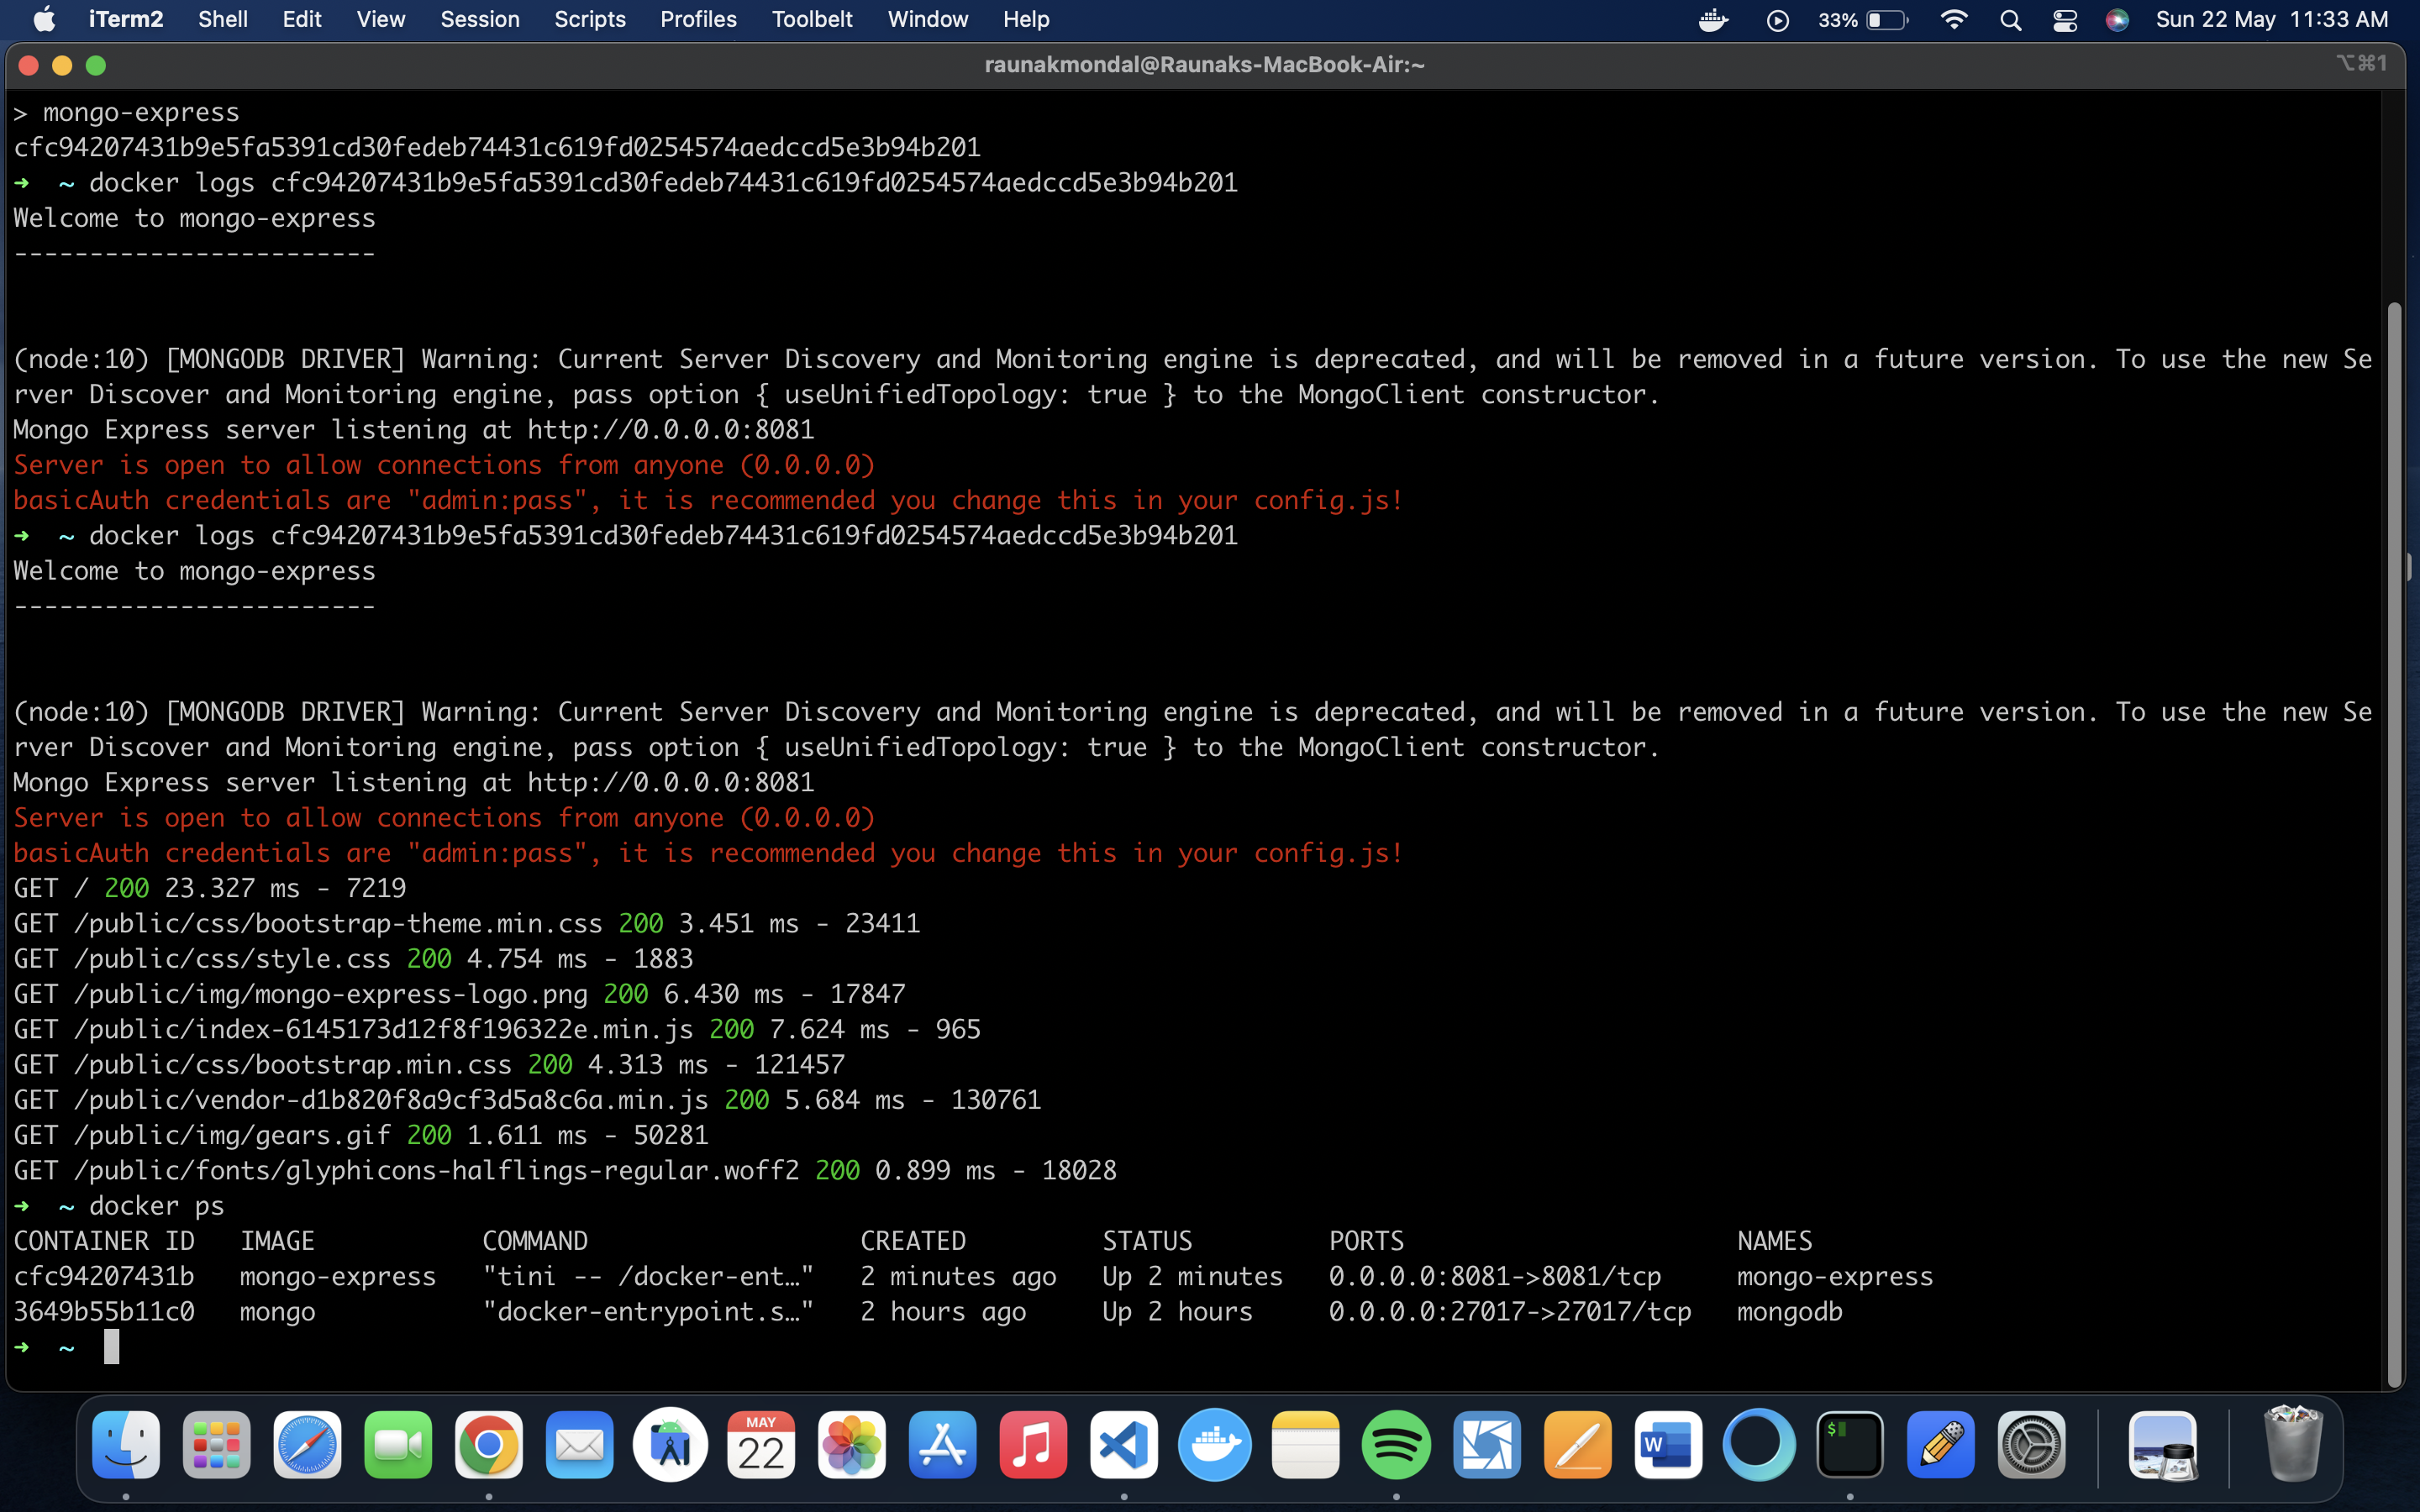 iTerm2 Shell Edit View Session Scripts Profiles Toolbelt Window Help 33% Sun 22 May 11:33 AM
raunakmondal@Raunaks-MacBook-Air:~ ⌥⌘1
> mongo-express
cfc94207431b9e5fa5391cd30fedeb74431c619fd0254574aedccd5e3b94b201
➜ ~ docker logs cfc94207431b9e5fa5391cd30fedeb74431c619fd0254574aedccd5e3b94b201
Welcome to mongo-express
------------------------
(node:10) [MONGODB DRIVER] Warning: Current Server Discovery and Monitoring engine is deprecated, and will be removed in a future version. To use the new Se
rver Discover and Monitoring engine, pass option { useUnifiedTopology: true } to the MongoClient constructor.
Mongo Express server listening at http://0.0.0.0:8081
Server is open to allow connections from anyone (0.0.0.0)
basicAuth credentials are "admin:pass", it is recommended you change this in your config.js!
➜ ~ docker logs cfc94207431b9e5fa5391cd30fedeb74431c619fd0254574aedccd5e3b94b201
Welcome to mongo-express
------------------------
(node:10) [MONGODB DRIVER] Warning: Current Server Discovery and Monitoring engine is deprecated, and will be removed in a future version. To use the new Se
rver Discover and Monitoring engine, pass option { useUnifiedTopology: true } to the MongoClient constructor.
Mongo Express server listening at http://0.0.0.0:8081
Server is open to allow connections from anyone (0.0.0.0)
basicAuth credentials are "admin:pass", it is recommended you change this in your config.js!
GET / 200 23.327 ms - 7219
GET /public/css/bootstrap-theme.min.css 200 3.451 ms - 23411
GET /public/css/style.css 200 4.754 ms - 1883
GET /public/img/mongo-express-logo.png 200 6.430 ms - 17847
GET /public/index-6145173d12f8f196322e.min.js 200 7.624 ms - 965
GET /public/css/bootstrap.min.css 200 4.313 ms - 121457
GET /public/vendor-d1b820f8a9cf3d5a8c6a.min.js 200 5.684 ms - 130761
GET /public/img/gears.gif 200 1.611 ms - 50281
GET /public/fonts/glyphicons-halflings-regular.woff2 200 0.899 ms - 18028
➜ ~ docker ps
CONTAINER ID IMAGE COMMAND CREATED STATUS PORTS NAMES
cfc94207431b mongo-express "tini -- /docker-ent…" 2 minutes ago Up 2 minutes 0.0.0.0:8081->8081/tcp mongo-express
3649b55b11c0 mongo "docker-entrypoint.s…" 2 hours ago Up 2 hours 0.0.0.0:27017->27017/tcp mongodb
➜ ~
MAY
22
W
$